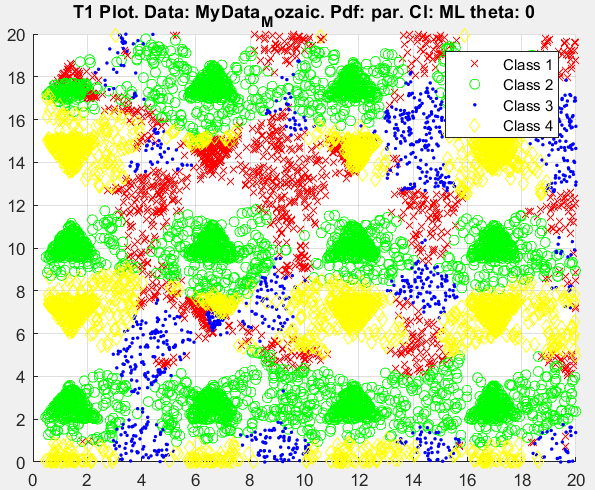 T1 Plot. Data: MyData_Mozaic. Pdf: par. Cl: ML theta: 0
20
18
16
14
12
10
8
6
4
2
0
Class 1
Class 2
Class 3
Class 4
0 2 4 6 8 10 12 14 16 18 20